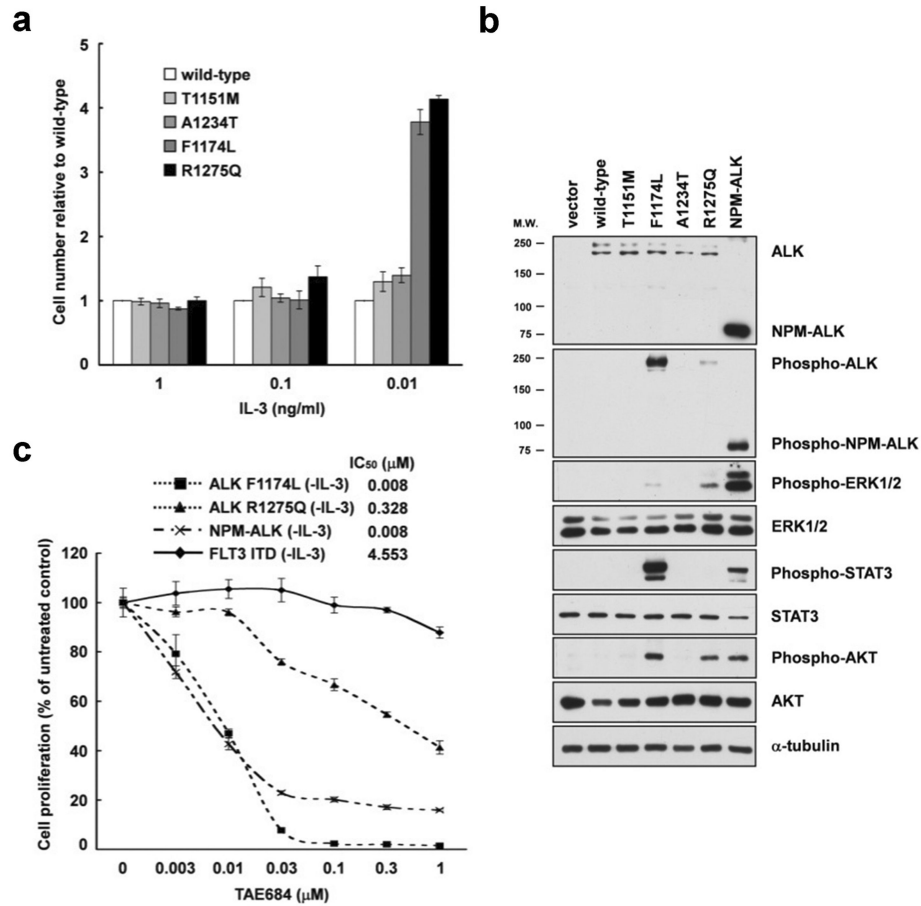 a
Cell number relative to wild-type
5
4
3
2
1
0
wild-type
T1151M
A1234T
F1174L
R1275Q
1 0.1 0.01
IL-3 (ng/ml)
b
vector
wild-type
T1151M
F1174L
A1234T
R1275Q
NPM-ALK
M.W.
250
150
100
75
ALK
NPM-ALK
250
150
100
75
Phospho-ALK
Phospho-NPM-ALK
Phospho-ERK1/2
ERK1/2
Phospho-STAT3
STAT3
Phospho-AKT
AKT
α-tubulin
c
IC50 (μM)
ALK F1174L (-IL-3) 0.008
ALK R1275Q (-IL-3) 0.328
NPM-ALK (-IL-3) 0.008
FLT3 ITD (-IL-3) 4.553
Cell proliferation (% of untreated control)
120
100
80
60
40
20
0
0 0.003 0.01 0.03 0.1 0.3 1
TAE684 (μM)